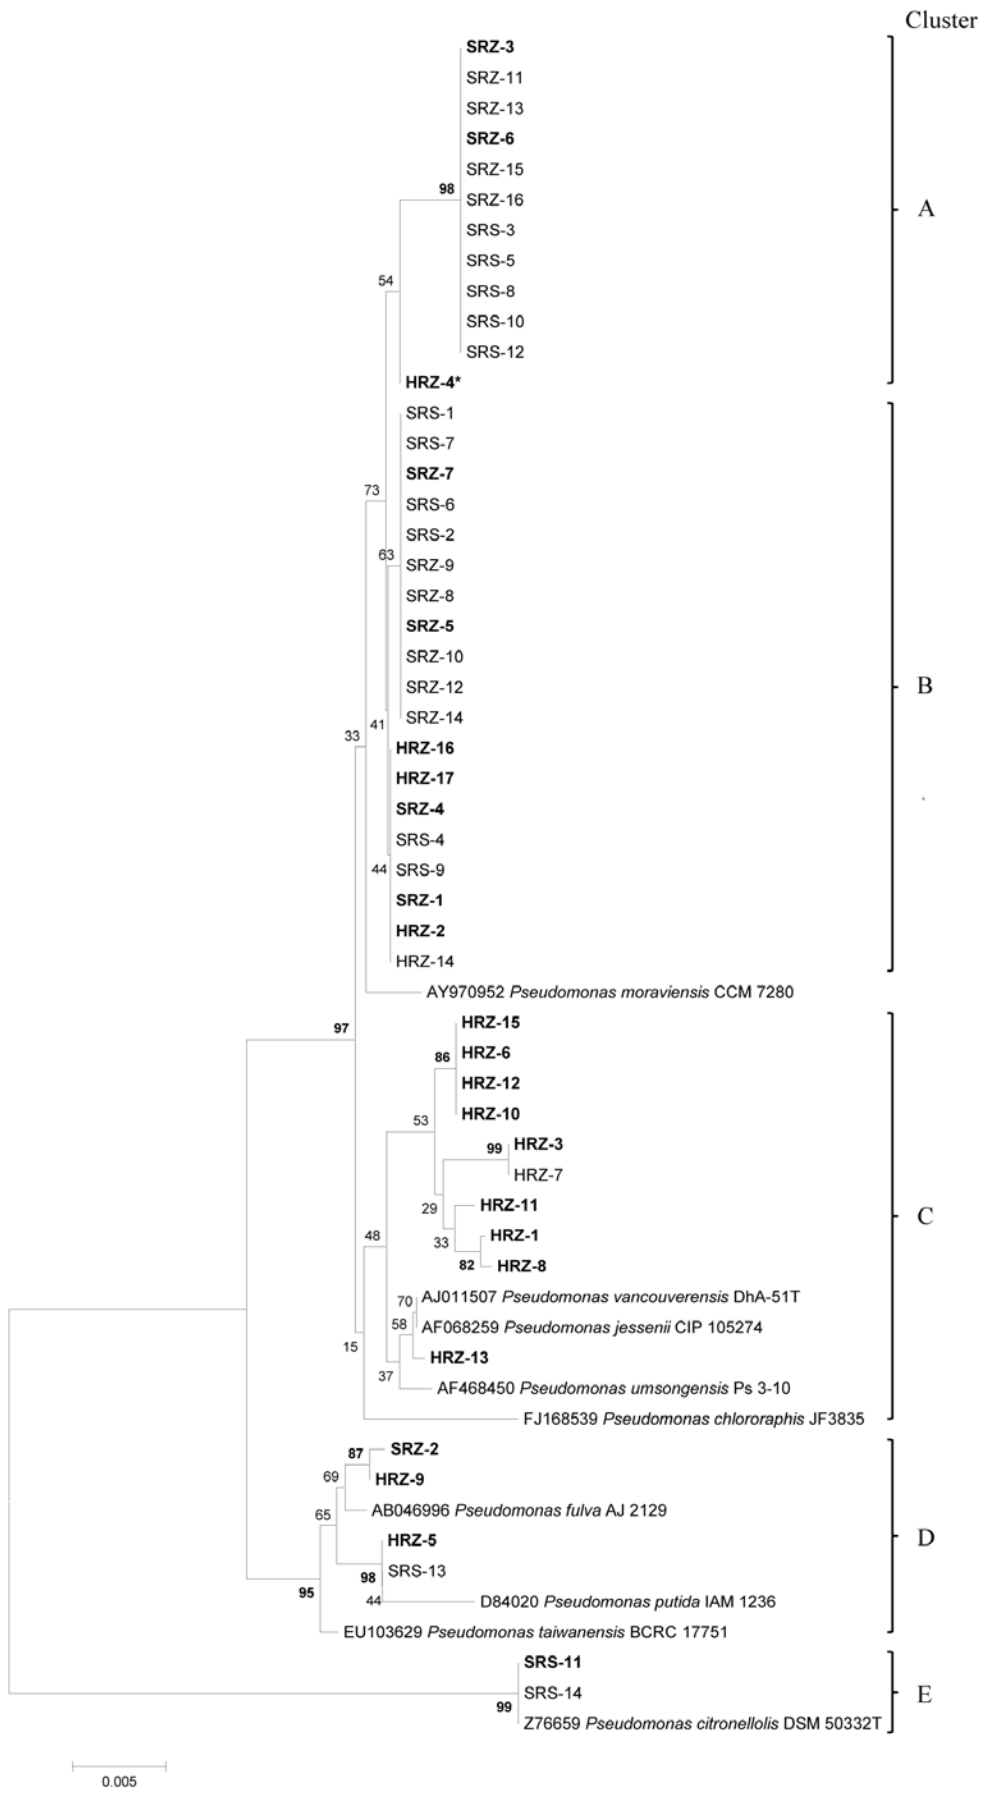 Cluster
SRZ-3
SRZ-11
SRZ-13
SRZ-6
SRZ-15
98
SRZ-16
A
SRS-3
SRS-5
54
SRS-8
SRS-10
SRS-12
HRZ-4*
SRS-1
SRS-7
SRZ-7
73
SRS-6
SRS-2
63
SRZ-9
SRZ-8
SRZ-5
SRZ-10
SRZ-12
B
SRZ-14
41
33
HRZ-16
HRZ-17
SRZ-4
SRS-4
44
SRS-9
SRZ-1
HRZ-2
HRZ-14
AY970952 Pseudomonas moraviensis CCM 7280
97
HRZ-15
86
HRZ-6
HRZ-12
HRZ-10
53
99
HRZ-3
HRZ-7
29
HRZ-11
C
48
33
HRZ-1
82
HRZ-8
70
AJ011507 Pseudomonas vancouverensis DhA-51T
58
AF068259 Pseudomonas jessenii CIP 105274
15
HRZ-13
37
AF468450 Pseudomonas umsongensis Ps 3-10
FJ168539 Pseudomonas chlororaphis JF3835
87
SRZ-2
69
HRZ-9
65
AB046996 Pseudomonas fulva AJ 2129
HRZ-5
D
98
SRS-13
44
D84020 Pseudomonas putida IAM 1236
95
EU103629 Pseudomonas taiwanensis BCRC 17751
SRS-11
SRS-14
E
99
Z76659 Pseudomonas citronellolis DSM 50332T
0.005